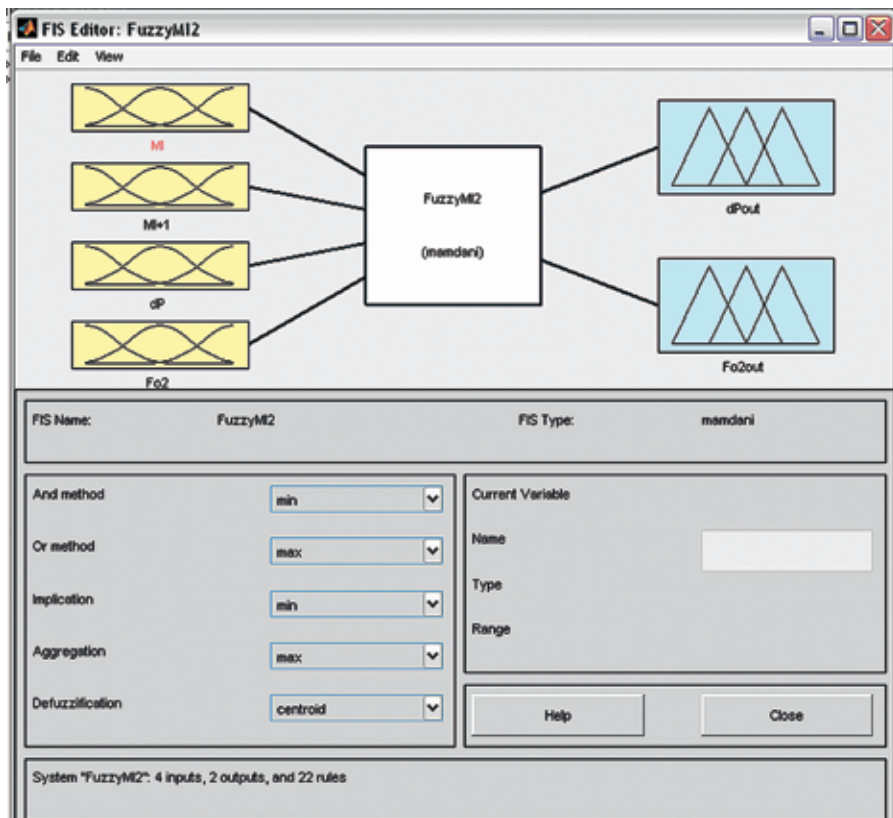 FIS Editor: FuzzyMI2
File Edit View
MI
MI+1
dP
Fo2
FuzzyMI2
(mamdani)
dPout
Fo2out
FIS Name: FuzzyMI2 FIS Type: mamdani
And method min
Or method max
Implication min
Aggregation max
Defuzzification centroid
Current Variable
Name
Type
Range
Help Close
System "FuzzyMI2": 4 inputs, 2 outputs, and 22 rules